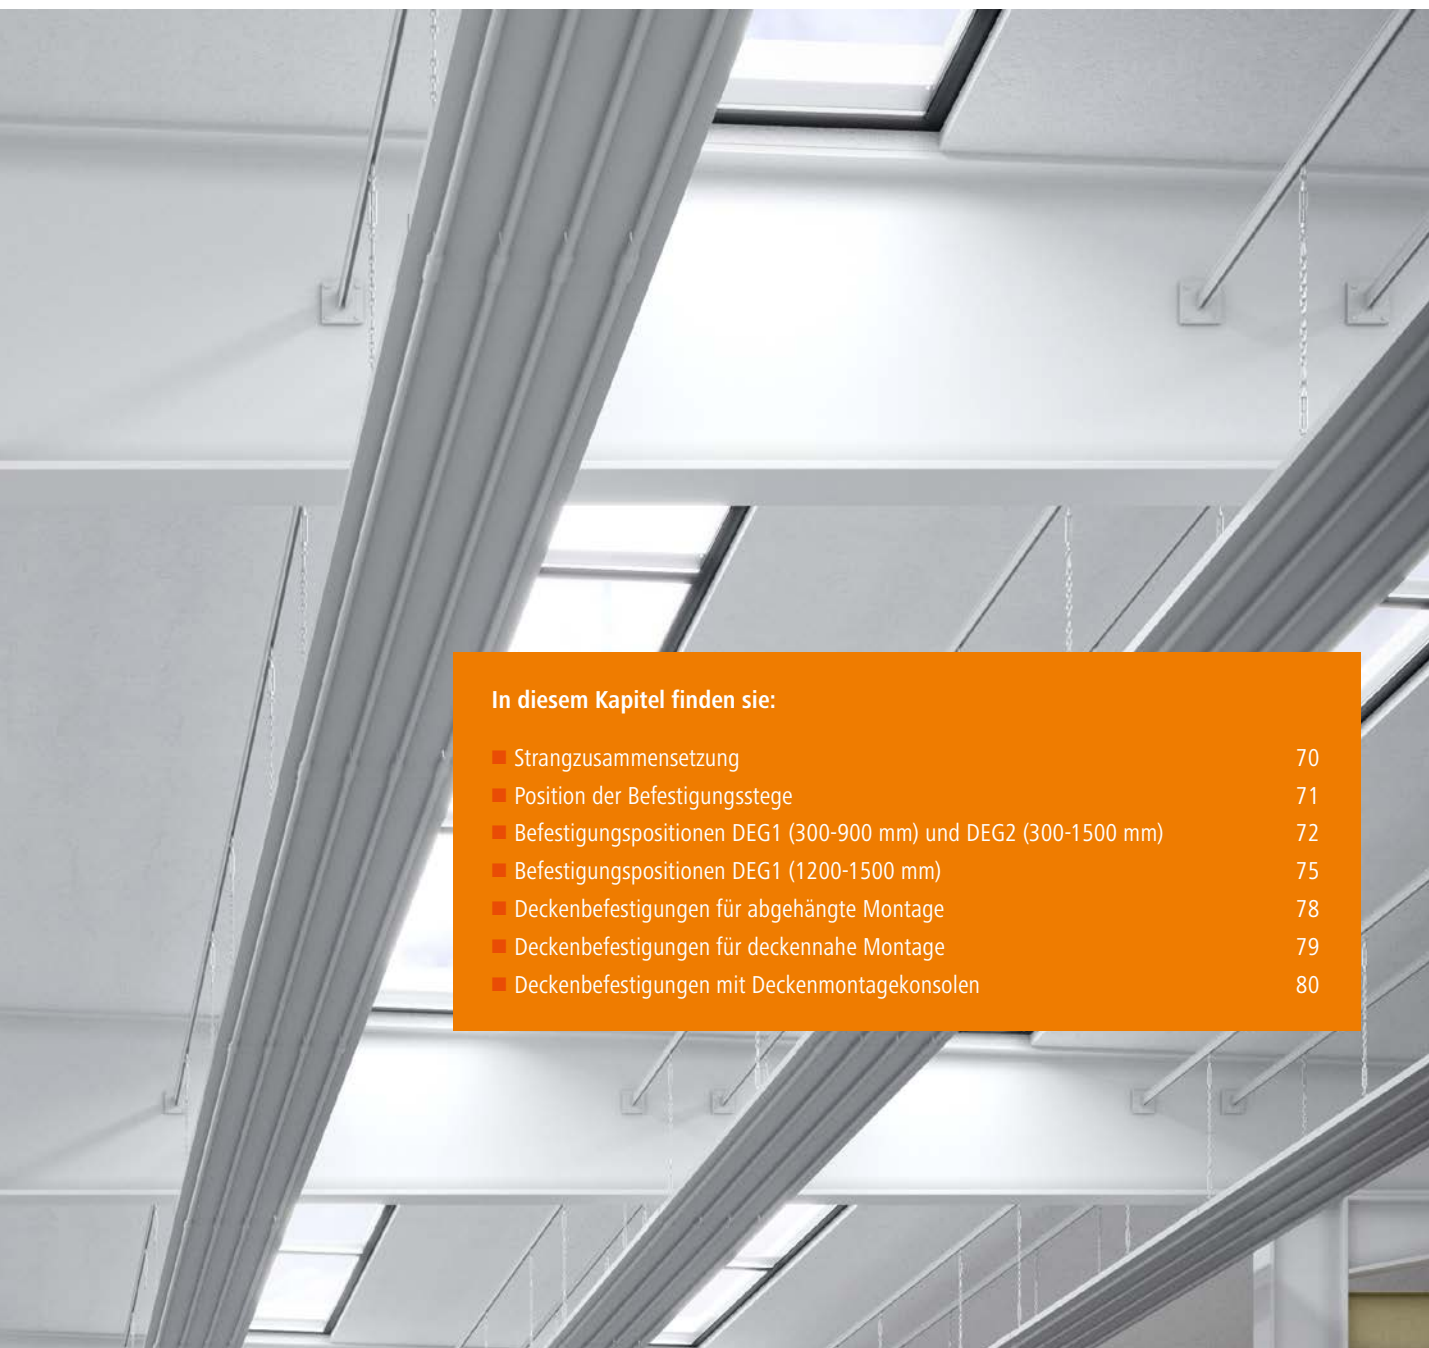 In diesem Kapitel finden sie:
Strangzusammensetzung 70
Position der Befestigungsstege 71
Befestigungspositionen DEG1 (300-900 mm) und DEG2 (300-1500 mm) 72
Befestigungspositionen DEG1 (1200-1500 mm) 75
Deckenbefestigungen für abgehängte Montage 78
Deckenbefestigungen für deckennahe Montage 79
Deckenbefestigungen mit Deckenmontagekonsolen 80